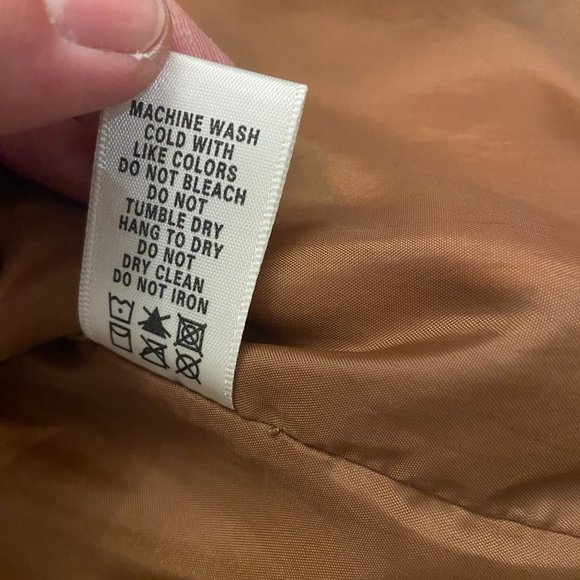 MACHINE WASH
COLD WITH
LIKE COLORS
DO NOT BLEACH
DO NOT
TUMBLE DRY
HANG TO DRY
DO NOT
DRY CLEAN
DO NOT IRON